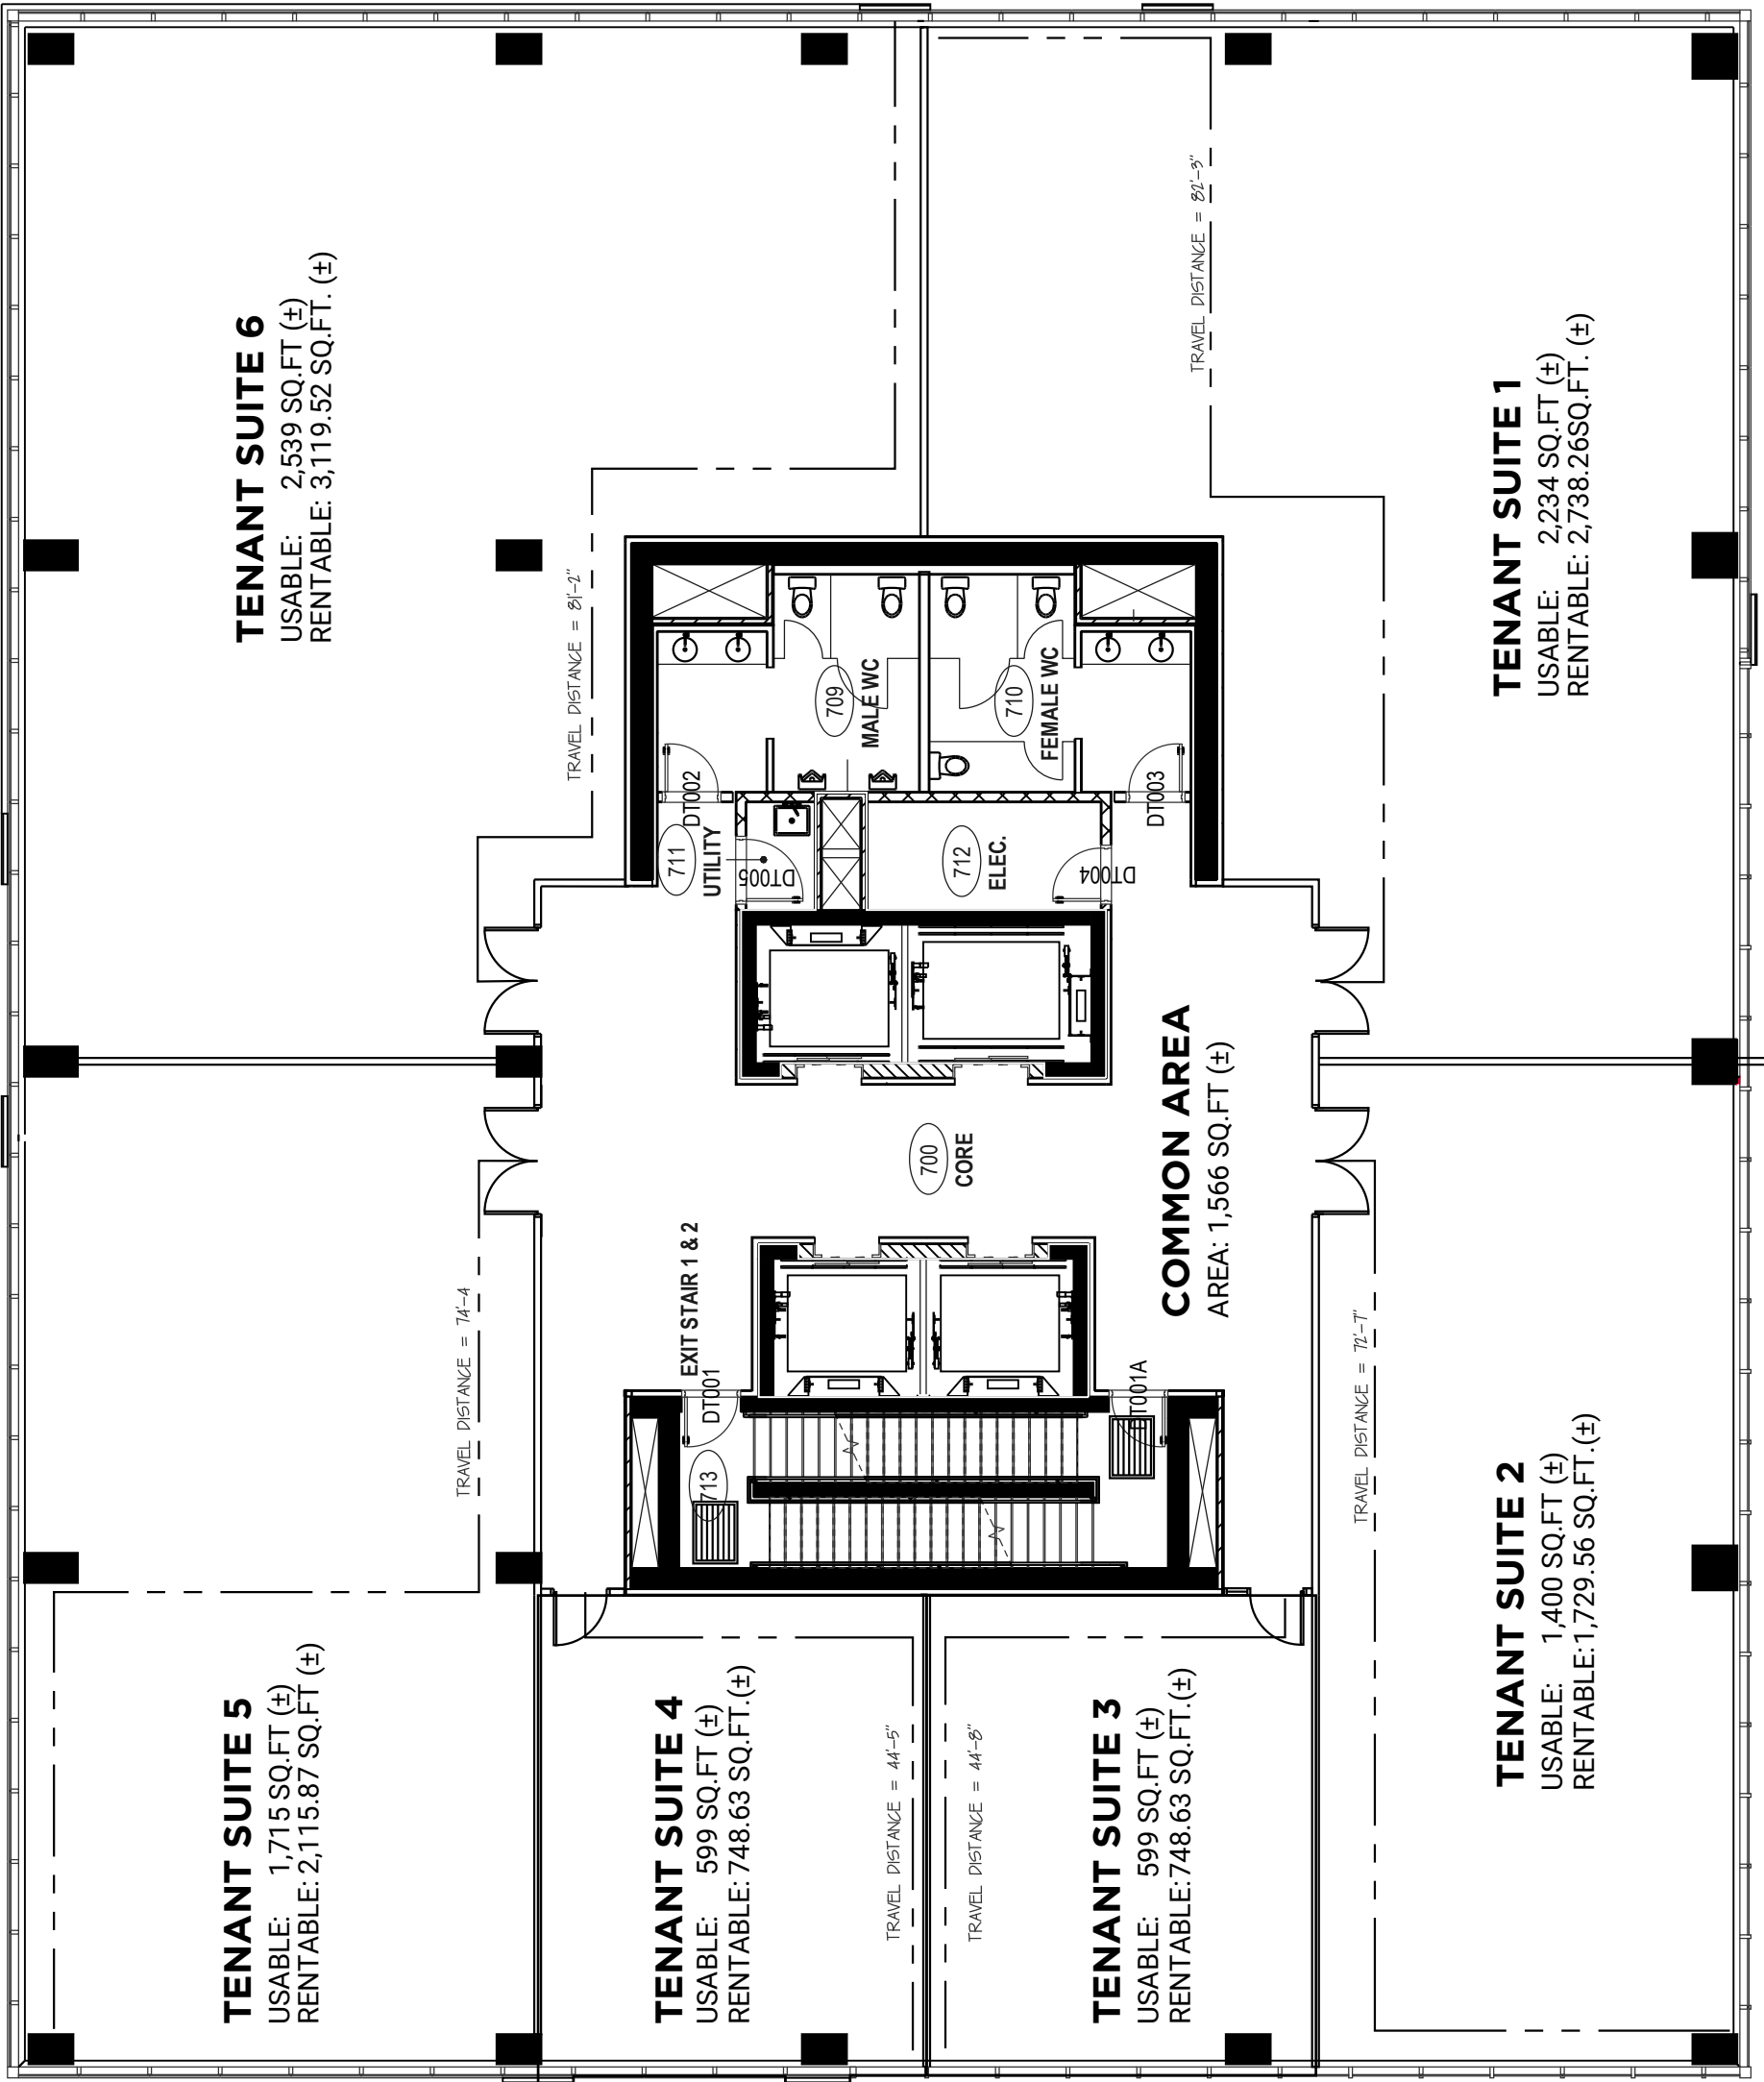 TENANT SUITE 6
USABLE: 2,539 SQ.FT (±)
RENTABLE: 3,119.52 SQ.FT. (±)
TRAVEL DISTANCE = 81'-2"
TRAVEL DISTANCE = 82'-3"
TENANT SUITE 1
USABLE: 2,234 SQ.FT (±)
RENTABLE: 2,738.26SQ.FT. (±)
709
MALE WC
710
FEMALE WC
DT002
DT003
711
UTILITY
DT005
712
ELEC.
DT004
COMMON AREA
AREA: 1,566 SQ.FT (±)
700
CORE
EXIT STAIR 1 & 2
DT001
DT001A
713
TRAVEL DISTANCE = 74'-4
TRAVEL DISTANCE = 72'-7"
TENANT SUITE 5
USABLE: 1,715 SQ.FT (±)
RENTABLE: 2,115.87 SQ.FT (±)
TENANT SUITE 4
USABLE: 599 SQ.FT (±)
RENTABLE: 748.63 SQ.FT.(±)
TRAVEL DISTANCE = 44'-5"
TRAVEL DISTANCE = 44'-8"
TENANT SUITE 3
USABLE: 599 SQ.FT (±)
RENTABLE: 748.63 SQ.FT.(±)
TENANT SUITE 2
USABLE: 1,400 SQ.FT (±)
RENTABLE:1,729.56 SQ.FT.(±)